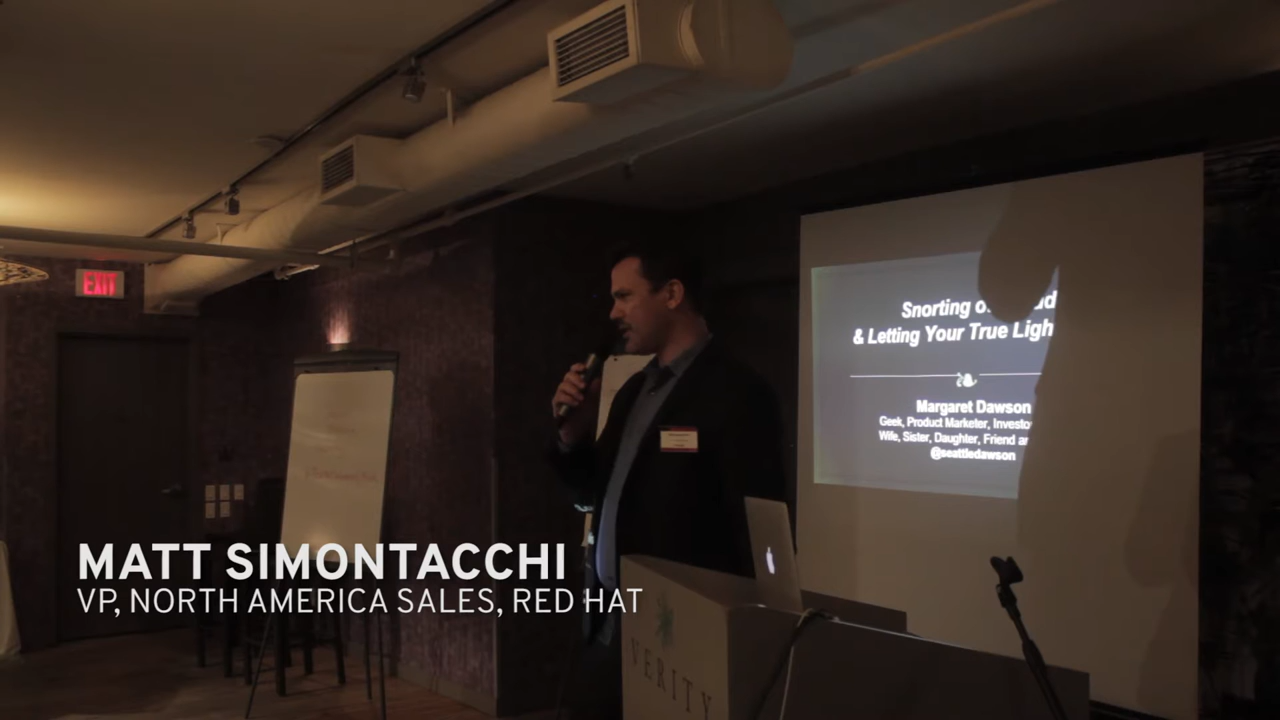 EXIT
Snorting
& Letting Your True Ligh
Margaret Dawson
Geek, Product Marketer, Investo
Wife, Sister, Daughter, Friend
@seattledawson
MATT SIMONTACCHI
VP, NORTH AMERICA SALES, RED HAT
VERITY